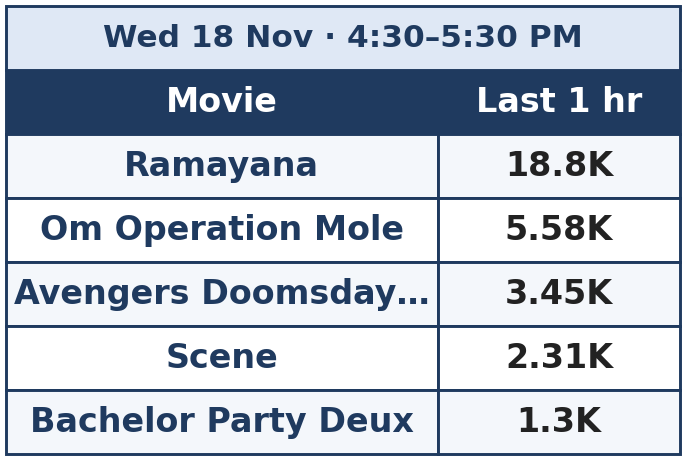 Wed 18 Nov · 4:30–5:30 PM
Movie Last 1 hr
Ramayana 18.8K
Om Operation Mole 5.58K
Avengers Doomsday... 3.45K
Scene 2.31K
Bachelor Party Deux 1.3K